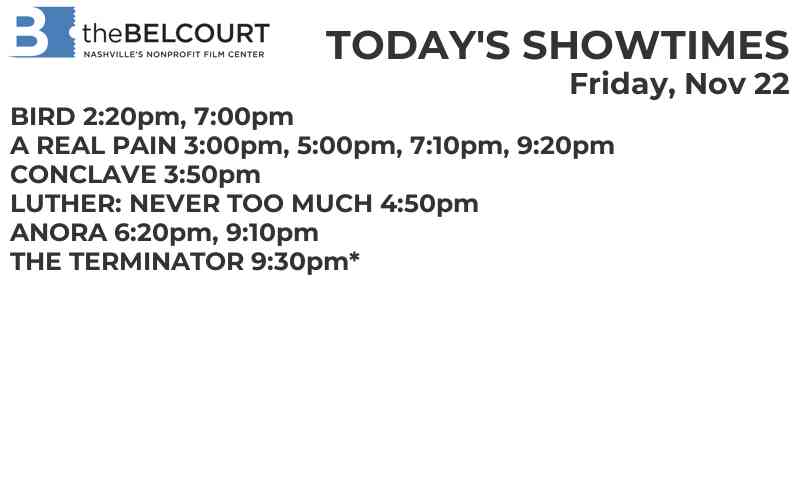 B theBELCOURT
NASHVILLE'S NONPROFIT FILM CENTER
TODAY'S SHOWTIMES
Friday, Nov 22
BIRD 2:20pm, 7:00pm
A REAL PAIN 3:00pm, 5:00pm, 7:10pm, 9:20pm
CONCLAVE 3:50pm
LUTHER: NEVER TOO MUCH 4:50pm
ANORA 6:20pm, 9:10pm
THE TERMINATOR 9:30pm*